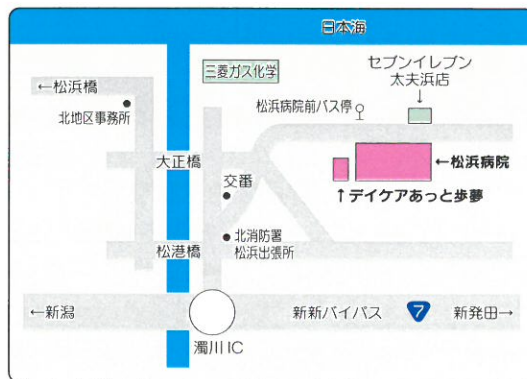 日本海
三菱ガス化学
セブンイレブン
太夫浜店
↓
←松浜橋
北地区事務所
松浜病院前バス停
大正橋
←松浜病院
交番
↑デイケアあっと歩夢
北消防署
松浜出張所
松港橋
←新潟
新新バイパス
7
新発田→
濁川IC